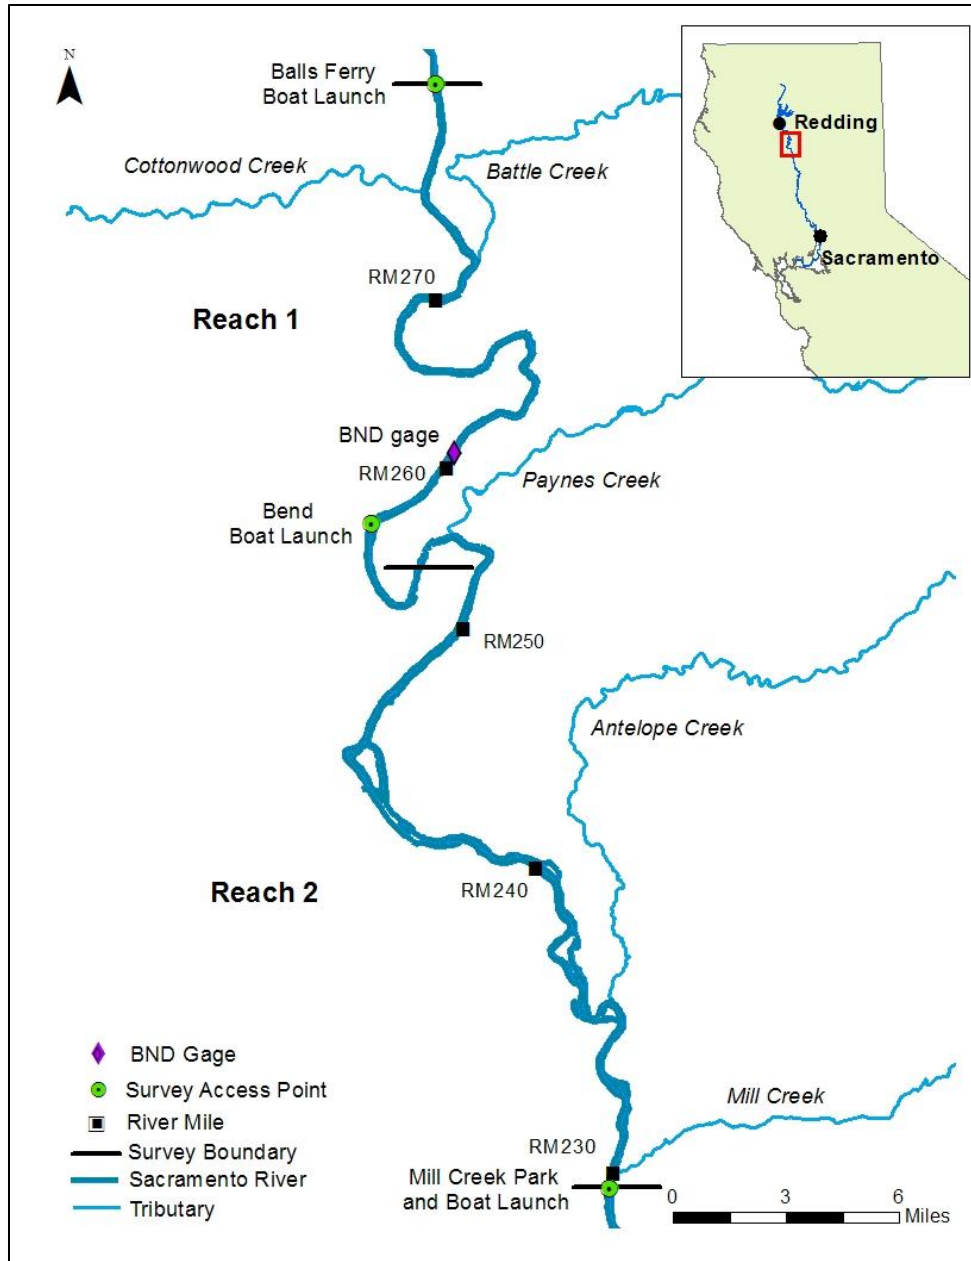 N
Balls Ferry
Boat Launch
Redding
Cottonwood Creek
Battle Creek
Sacramento
RM270
Reach 1
BND gage
RM260
Paynes Creek
Bend
Boat Launch
RM250
Antelope Creek
RM240
Reach 2
BND Gage
Survey Access Point
River Mile
Survey Boundary
Sacramento River
Tributary
Mill Creek
RM230
Mill Creek Park
and Boat Launch
0 3 6
Miles